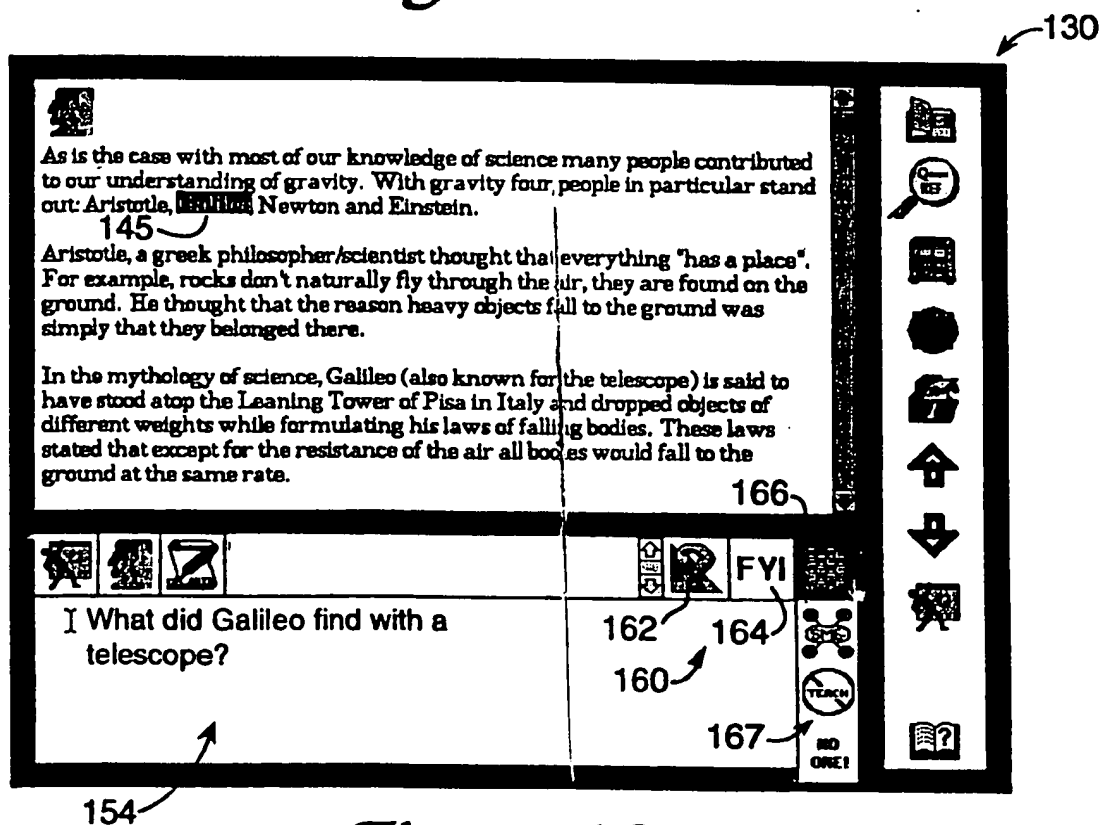 130
As is the case with most of our knowledge of science many people contributed
to our understanding of gravity. With gravity four people in particular stand
out: Aristotle, Newton and Einstein.
145
Aristotle, a greek philosopher/scientist thought that everything "has a place".
For example, rocks don't naturally fly through the air, they are found on the
ground. He thought that the reason heavy objects fall to the ground was
simply that they belonged there.
In the mythology of science, Galileo (also known for the telescope) is said to
have stood atop the Leaning Tower of Pisa in Italy and dropped objects of
different weights while formulating his laws of falling bodies. These laws
stated that except for the resistance of the air all bodies would fall to the
ground at the same rate.
166
REF
R FYI
What did Galileo find with a
telescope?
162 164
160
SMS
TEACH
167
NO
ONE!
?
154